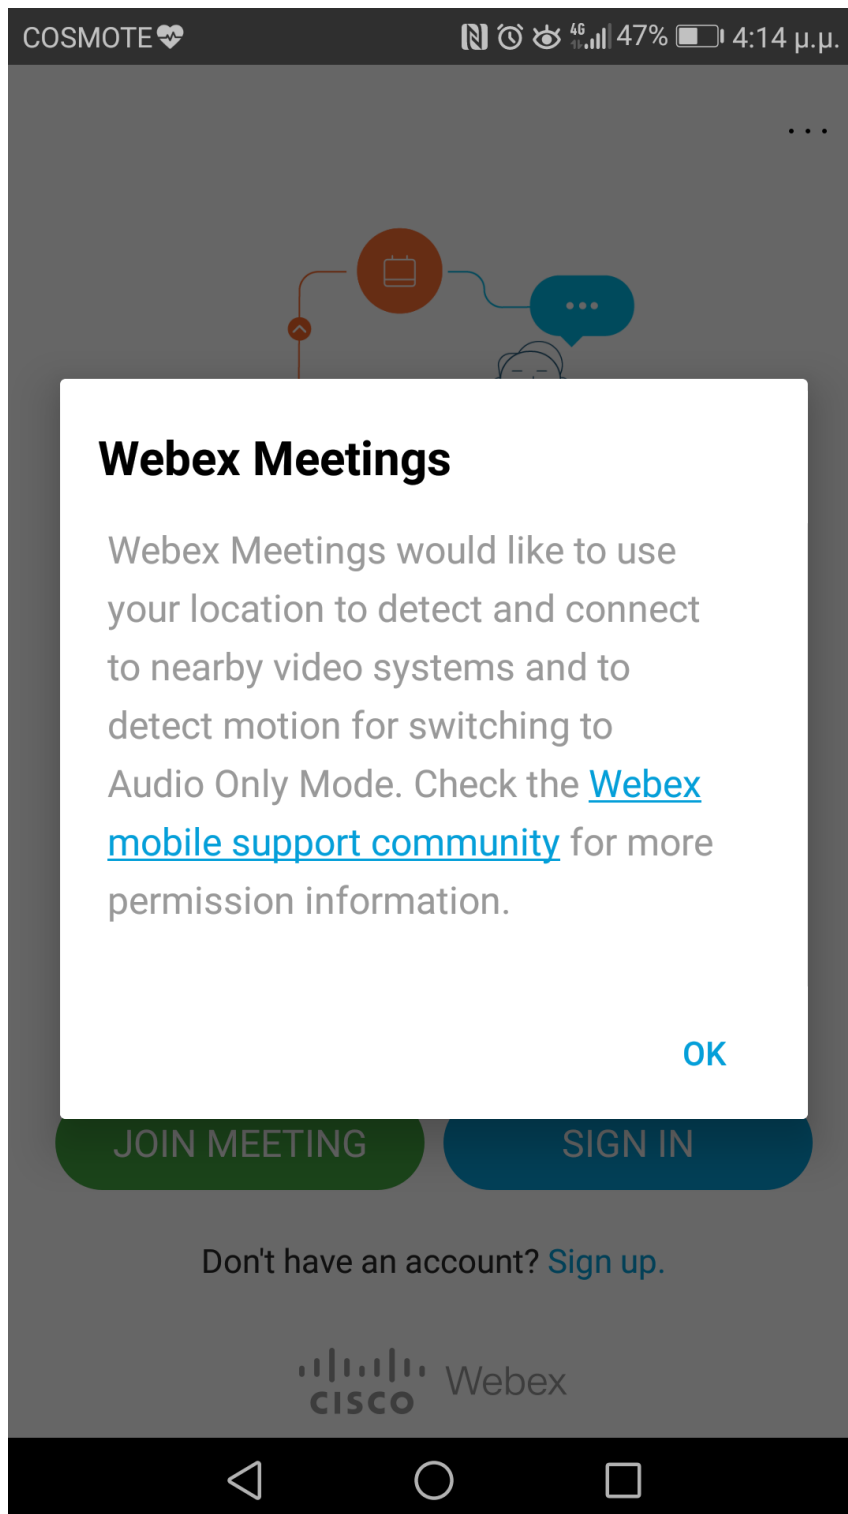 COSMOTE 4G 47% 4:14 μ.μ.
...
Webex Meetings
Webex Meetings would like to use
your location to detect and connect
to nearby video systems and to
detect motion for switching to
Audio Only Mode. Check the Webex
mobile support community for more
permission information.
OK
JOIN MEETING SIGN IN
Don't have an account? Sign up.
CISCO Webex